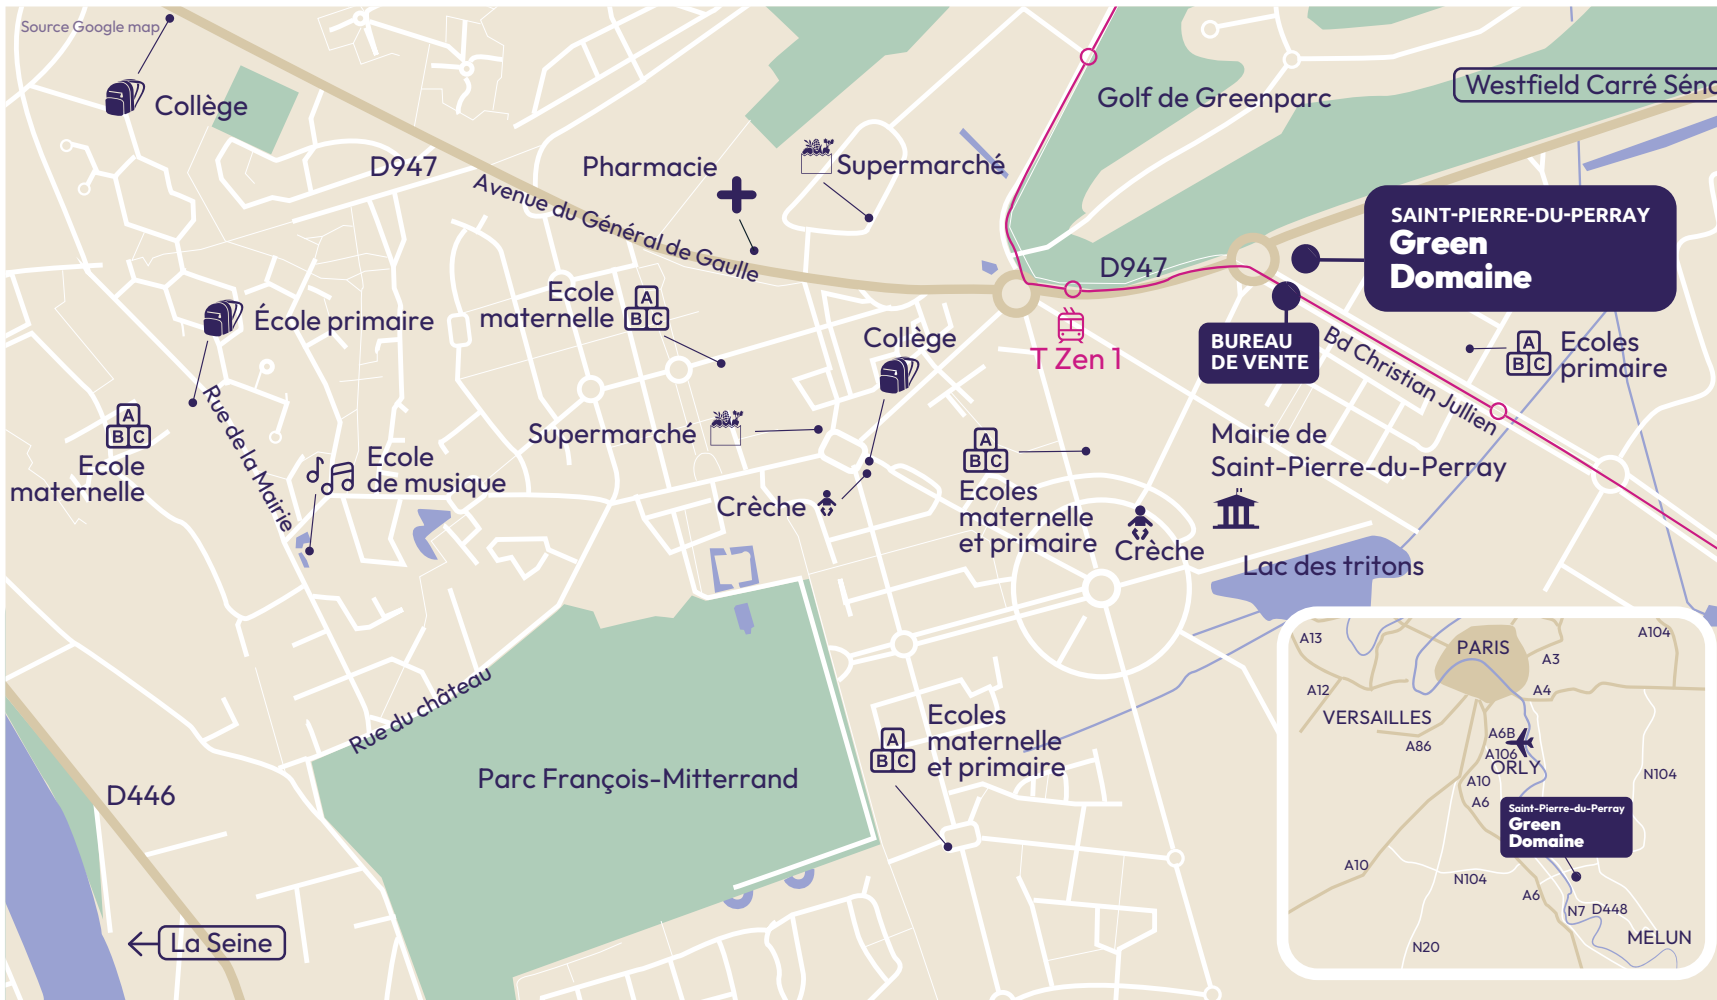 Source Google map
Collège
D947
Avenue du Général de Gaulle
Pharmacie
Supermarché
Golf de Greenparc
Westfield Carré Séna
SAINT-PIERRE-DU-PERRAY
Green
Domaine
D947
T Zen 1
BUREAU
DE VENTE
Bd Christian Jullien
Ecoles
primaire
École primaire
Ecole
maternelle
Collège
Rue de la Mairie
A
B C
Ecole
maternelle
A
B C
Ecole
de musique
Supermarché
Crèche
A
B C
Ecoles
maternelle
et primaire
Crèche
Mairie de
Saint-Pierre-du-Perray
A
B C
Lac des tritons
Rue du château
Parc François-Mitterrand
A
B C
Ecoles
maternelle
et primaire
D446
La Seine
A13
PARIS
A104
A3
A12
A4
VERSAILLES
A86
A6B
A106
ORLY
A10
N104
A6
Saint-Pierre-du-Perray
Green
Domaine
A10
N104
A6
N7
D448
N20
MELUN